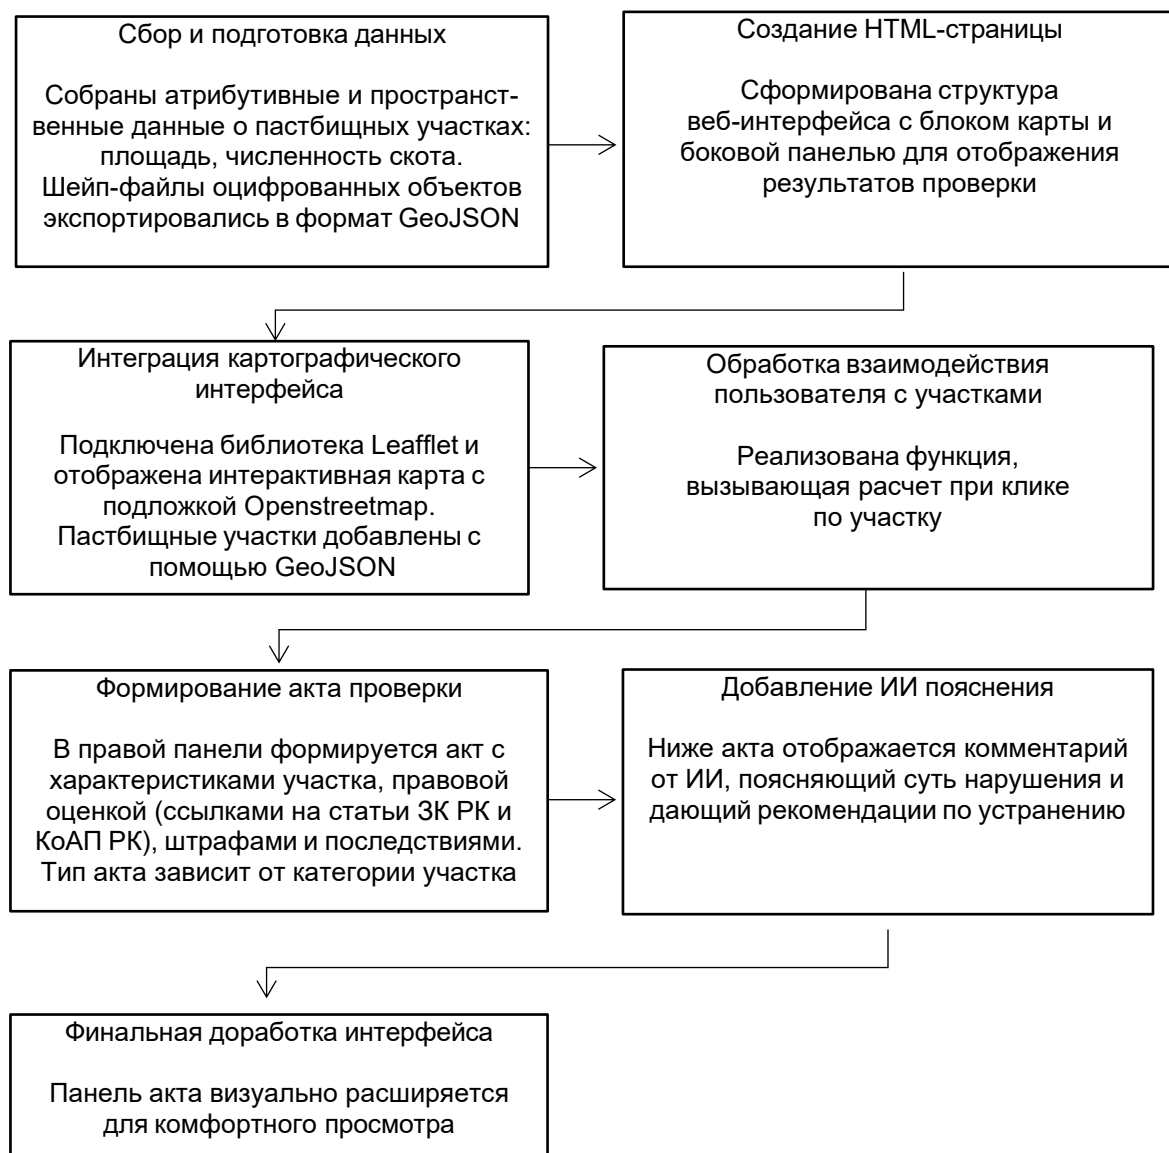 Сбор и подготовка данных
Собраны атрибутивные и пространст-
венные данные о пастбищных участках:
площадь, численность скота.
Шейп-файлы оцифрованных объектов
экспортировались в формат GeoJSON
Создание HTML-страницы
Сформирована структура
веб-интерфейса с блоком карты и
боковой панелью для отображения
результатов проверки
Интеграция картографического
интерфейса
Подключена библиотека Leafflet и
отображена интерактивная карта с
подложкой Openstreetmap.
Пастбищные участки добавлены с
помощью GeoJSON
Обработка взаимодействия
пользователя с участками
Реализована функция,
вызывающая расчет при клике
по участку
Формирование акта проверки
В правой панели формируется акт с
характеристиками участка, правовой
оценкой (ссылками на статьи ЗК РК и
КоАП РК), штрафами и последствиями.
Тип акта зависит от категории участка
Добавление ИИ пояснения
Ниже акта отображается комментарий
от ИИ, поясняющий суть нарушения и
дающий рекомендации по устранению
Финальная доработка интерфейса
Панель акта визуально расширяется
для комфортного просмотра